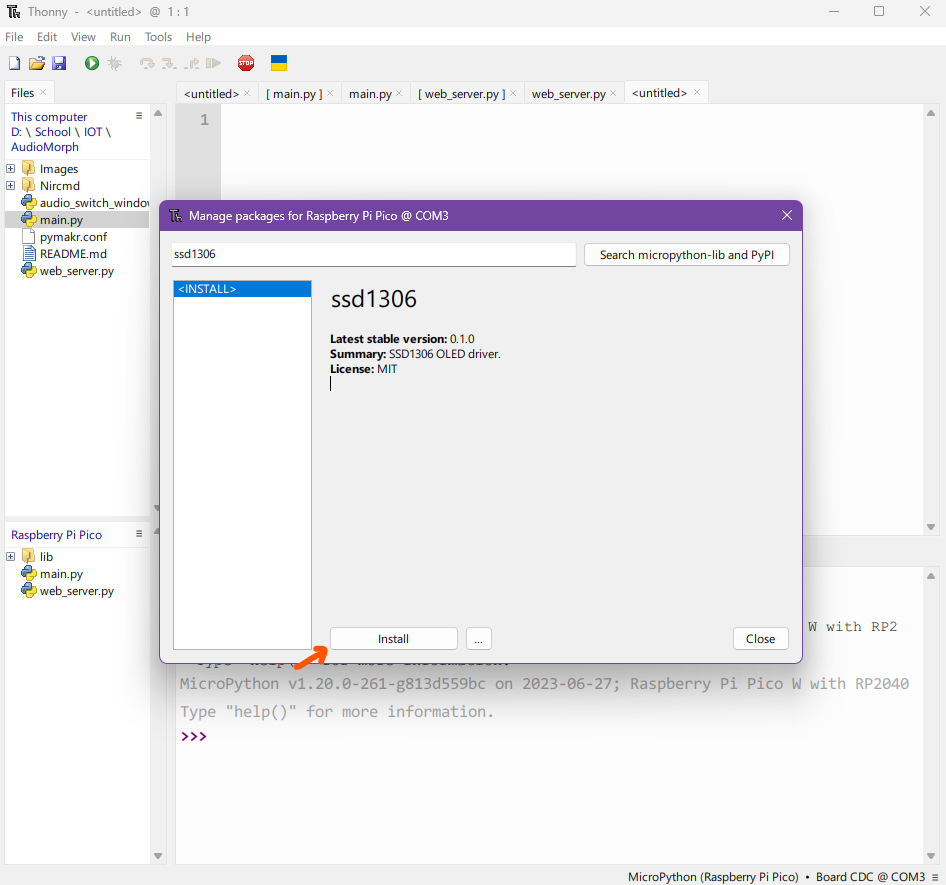 Thonny - <untitled> @ 1 : 1
File Edit View Run Tools Help
STOP
Files
<untitled> [ main.py ] main.py [ web_server.py ] web_server.py <untitled>
This computer
D: \ School \ IOT \
AudioMorph
1
Images
Nircmd
audio_switch_window
main.py
pymakr.conf
README.md
web_server.py
Manage packages for Raspberry Pi Pico @ COM3
ssd1306
Search micropython-lib and PyPI
<INSTALL>
ssd1306
Latest stable version: 0.1.0
Summary: SSD1306 OLED driver.
License: MIT
Install
...
Close
Raspberry Pi Pico
lib
main.py
web_server.py
W with RP2
MicroPython v1.20.0-261-g813d559bc on 2023-06-27; Raspberry Pi Pico W with RP2040
Type "help()" for more information.
>>>
MicroPython (Raspberry Pi Pico) • Board CDC @ COM3 ≡